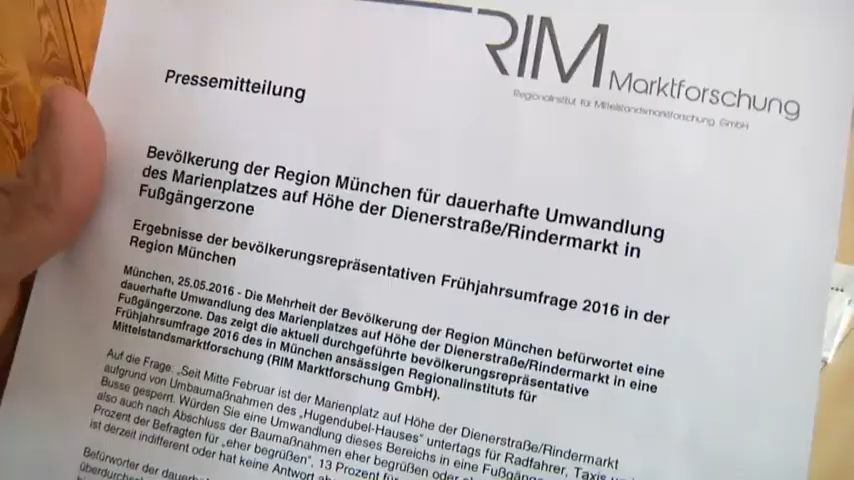 RIM Marktforschung
Regionalinstitut für Mittelstandsmarktforschung GmbH
Pressemitteilung
Bevölkerung der Region München für dauerhafte Umwandlung
des Marienplatzes auf Höhe der Dienerstraße/Rindermarkt in
Fußgängerzone
Ergebnisse der bevölkerungsrepräsentativen Frühjahrsumfrage 2016 in der
Region München
München, 25.05.2016 - Die Mehrheit der Bevölkerung der Region München befürwortet eine
dauerhafte Umwandlung des Marienplatzes auf Höhe der Dienerstraße/Rindermarkt in eine
Fußgängerzone. Das zeigt die aktuell durchgeführte bevölkerungsrepräsentative
Frühjahrsumfrage 2016 des in München ansässigen Regionalinstituts für
Mittelstandsmarktforschung (RIM Marktforschung GmbH).
Auf die Frage: „Seit Mitte Februar ist der Marienplatz auf Höhe der Dienerstraße/Rindermarkt
aufgrund von Umbaumaßnahmen des „Hugendubel-Hauses“ untertags für Radfahrer, Taxis und
Busse gesperrt. Würden Sie eine Umwandlung dieses Bereichs in eine
also auch nach Abschluss der Baumaßnahmen eher begrüßen oder
Prozent der Befragten für „eher begrüßen“, 13 Prozent für
ist derzeit indifferent oder hat keine Antwort
Befürworter der